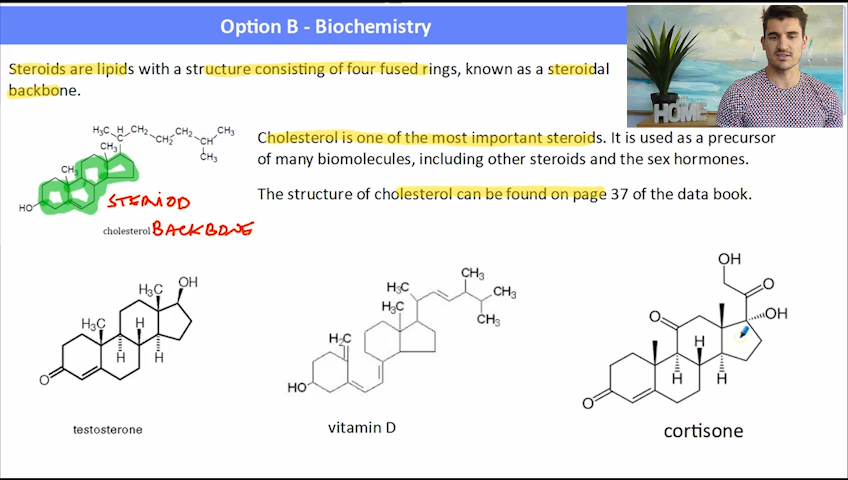 Option B - Biochemistry
Steroids are lipids with a structure consisting of four fused rings, known as a steroidal
backbone.
HOME
H₃C H CH₂ CH₂ CH₃
C CH₂ CH
CH₃ CH₃
CH₃
HO
STERIOD
cholesterol BACKBONE
Cholesterol is one of the most important steroids. It is used as a precursor
of many biomolecules, including other steroids and the sex hormones.
The structure of cholesterol can be found on page 37 of the data book.
H₃C OH
H₃C H
H H
O
testosterone
CH₃
H₃C CH₃
H₃C CH₃
H₂C
HO
vitamin D
OH
O
O OH
H
H H
O
cortisone